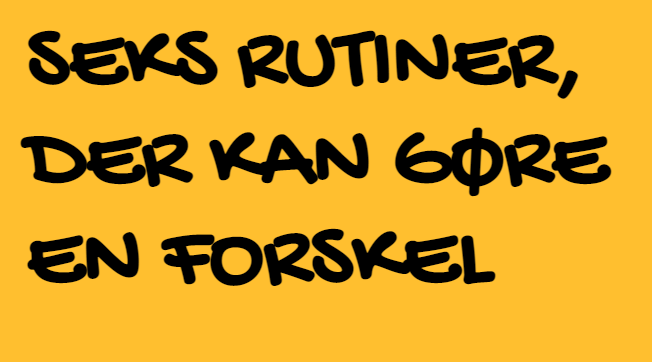 SEKS RUTINER,
DER KAN GØRE
EN FORSKEL